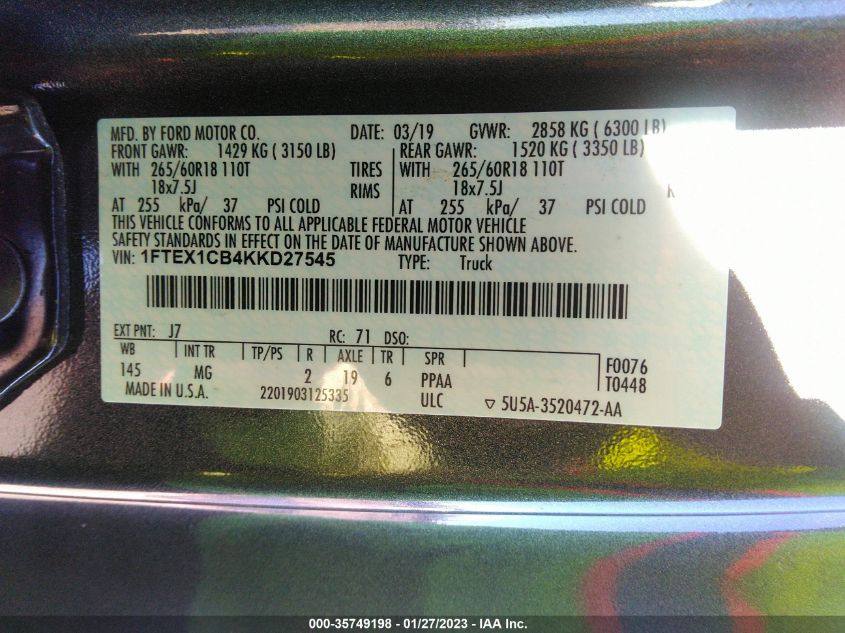 MFD. BY FORD MOTOR CO. DATE: 03/19 GVWR: 2858 KG ( 6300 LB)
FRONT GAWR: 1429 KG ( 3150 LB) REAR GAWR: 1520 KG ( 3350 LB)
WITH 265/60R18 110T TIRES WITH 265/60R18 110T
18x7.5J RIMS 18x7.5J
AT 255 kPa/ 37 PSI COLD AT 255 kPa/ 37 PSI COLD
THIS VEHICLE CONFORMS TO ALL APPLICABLE FEDERAL MOTOR VEHICLE
SAFETY STANDARDS IN EFFECT ON THE DATE OF MANUFACTURE SHOWN ABOVE.
VIN: 1FTEX1CB4KKD27545 TYPE: Truck
EXT PNT: J7 RC: 71 DSO:
WB INT TR TP/PS R AXLE TR SPR F0076
145 MG 2 19 6 PPAA T0448
MADE IN U.S.A. 2201903125335 ULC ▽ 5U5A-3520472-AA
000-35749198 - 01/27/2023 - IAA Inc.